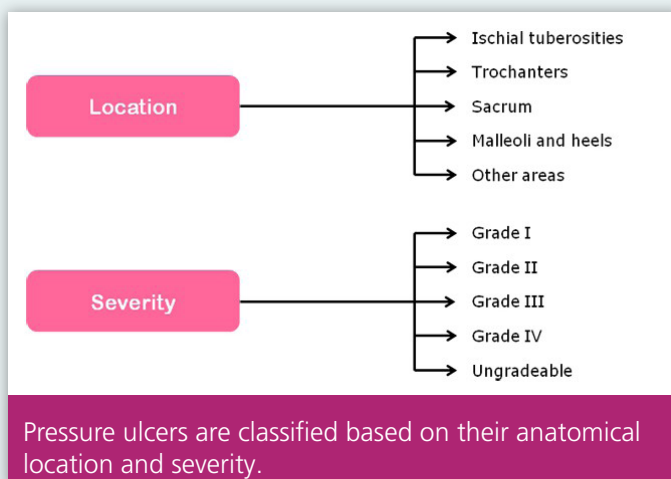 Location
Ischial tuberosities
Trochanters
Sacrum
Malleoli and heels
Other areas
Severity
Grade I
Grade II
Grade III
Grade IV
Ungradeable
Pressure ulcers are classified based on their anatomical
location and severity.